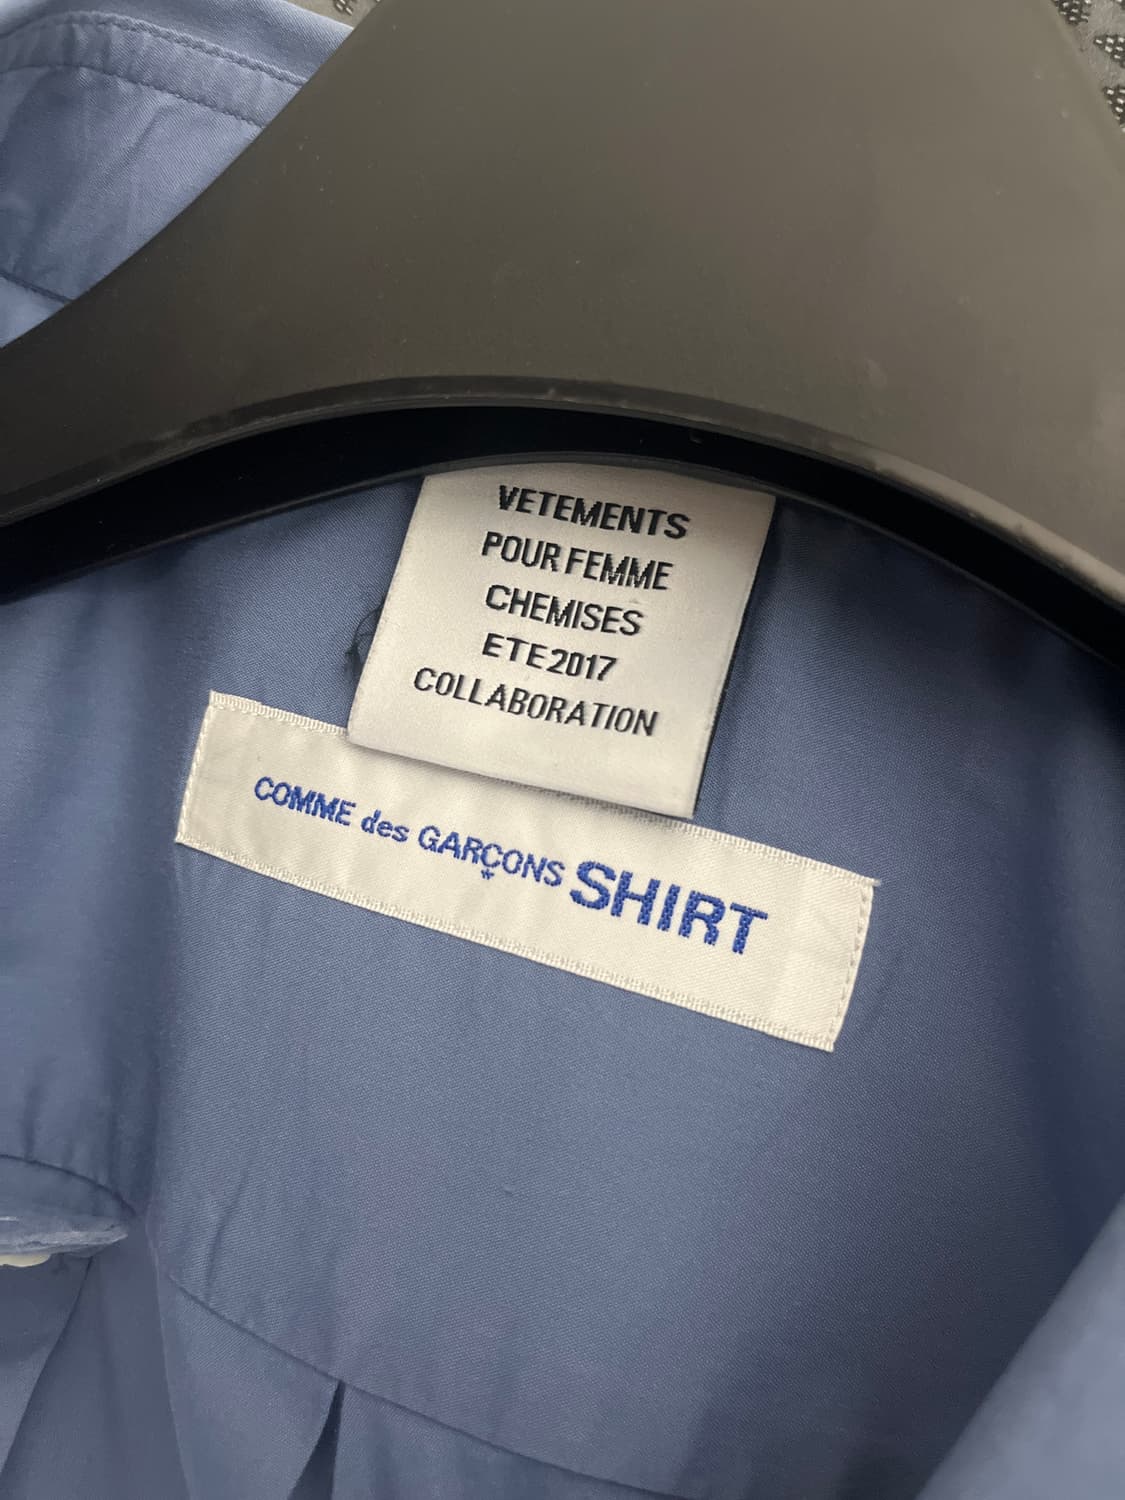 VETEMENTS
POUR FEMME
CHEMISES
ETE 2017
COLLABORATION
COMME des GARÇONS SHIRT
*